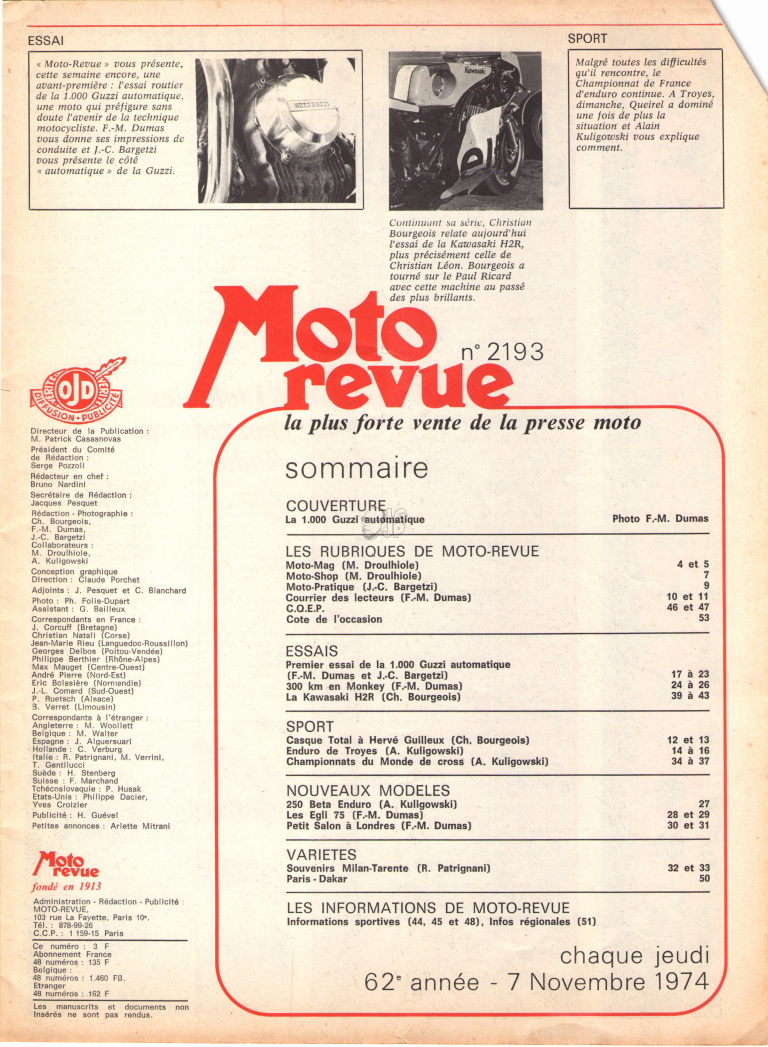 ESSAI
« Moto-Revue » vous présente,
cette semaine encore, une
avant-première : l'essai routier
de la 1.000 Guzzi automatique,
une moto qui préfigure sans
doute l'avenir de la technique
motocycliste. F.-M. Dumas
vous donne ses impressions de
conduite et J.-C. Bargetzi
vous présente le côté
« automatique » de la Guzzi.
MOTO GUZZI
Kawasaki
Continuant sa série, Christian
Bourgeois relate aujourd'hui
l'essai de la Kawasaki H2R,
plus précisément celle de
Christian Léon. Bourgeois a
tourné sur le Paul Ricard
avec cette machine au passé
des plus brillants.
SPORT
Malgré toutes les difficultés
qu'il rencontre, le
Championnat de France
d'enduro continue. A Troyes,
dimanche, Queirel a dominé
une fois de plus la
situation et Alain
Kuligowski vous explique
comment.
Moto
revue
n° 2193
la plus forte vente de la presse moto
OJD
DIFFUSION • PUBLICITÉ
Directeur de la Publication :
M. Patrick Casasnovas
Président du Comité
de Rédaction :
Serge Pozzoli
Rédacteur en chef :
Bruno Nardini
Secrétaire de Rédaction :
Jacques Pesquet
Rédaction - Photographie :
Ch. Bourgeois,
F.-M. Dumas,
J.-C. Bargetzi
Collaborateurs :
M. Droulhiole,
A. Kuligowski
Conception graphique
Direction : Claude Porchet
Adjoints : J. Pesquet et C. Blanchard
Photo : Ph. Folie-Dupart
Assistant : G. Bailleux
Correspondants en France :
J. Corcuff (Bretagne)
Christian Natali (Corse)
Jean-Marie Rieu (Languedoc-Roussillon)
Georges Delbos (Poitou-Vendée)
Philippe Berthier (Rhône-Alpes)
Max Mauget (Centre-Ouest)
André Pierre (Nord-Est)
Eric Boissière (Normandie)
J.-L. Comard (Sud-Ouest)
P. Ruetsch (Alsace)
B. Verret (Limousin)
Correspondants à l'étranger :
Angleterre : M. Woollett
Belgique : M. Walter
Espagne : J. Alguersuari
Hollande : C. Verburg
Italie : R. Patrignani, M. Verrini,
T. Gentilucci
Suède : H. Stenberg
Suisse : F. Marchand
Tchécoslovaquie : P. Husak
Etats-Unis : Philippe Dacier,
Yves Croizier
Publicité : H. Guével
Petites annonces : Arlette Mitrani
Moto
revue
fondé en 1913
Administration - Rédaction - Publicité :
MOTO-REVUE,
103 rue La Fayette, Paris 10e.
Tél. : 878-99-26
C.C.P. : 1 159-15 Paris
Ce numéro : 3 F
Abonnement France
48 numéros : 135 F
Belgique :
48 numéros : 1.460 FB.
Etranger
48 numéros : 162 F
Les manuscrits et documents non
insérés ne sont pas rendus.
sommaire
COUVERTURE
La 1.000 Guzzi automatique Photo F.-M. Dumas
LES RUBRIQUES DE MOTO-REVUE
Moto-Mag (M. Droulhiole) 4 et 5
Moto-Shop (M. Droulhiole) 7
Moto-Pratique (J.-C. Bargetzi) 9
Courrier des lecteurs (F.-M. Dumas) 10 et 11
C.Q.E.P. 46 et 47
Cote de l'occasion 53
ESSAIS
Premier essai de la 1.000 Guzzi automatique
(F.-M. Dumas et J.-C. Bargetzi) 17 à 23
300 km en Monkey (F.-M. Dumas) 24 à 26
La Kawasaki H2R (Ch. Bourgeois) 39 à 43
SPORT
Casque Total à Hervé Guilleux (Ch. Bourgeois) 12 et 13
Enduro de Troyes (A. Kuligowski) 14 à 16
Championnats du Monde de cross (A. Kuligowski) 34 à 37
NOUVEAUX MODELES
250 Beta Enduro (A. Kuligowski) 27
Les Egli 75 (F.-M. Dumas) 28 et 29
Petit Salon à Londres (F.-M. Dumas) 30 et 31
VARIETES
Souvenirs Milan-Tarente (R. Patrignani) 32 et 33
Paris - Dakar 50
LES INFORMATIONS DE MOTO-REVUE
Informations sportives (44, 45 et 48), Infos régionales (51)
chaque jeudi
62e année - 7 Novembre 1974